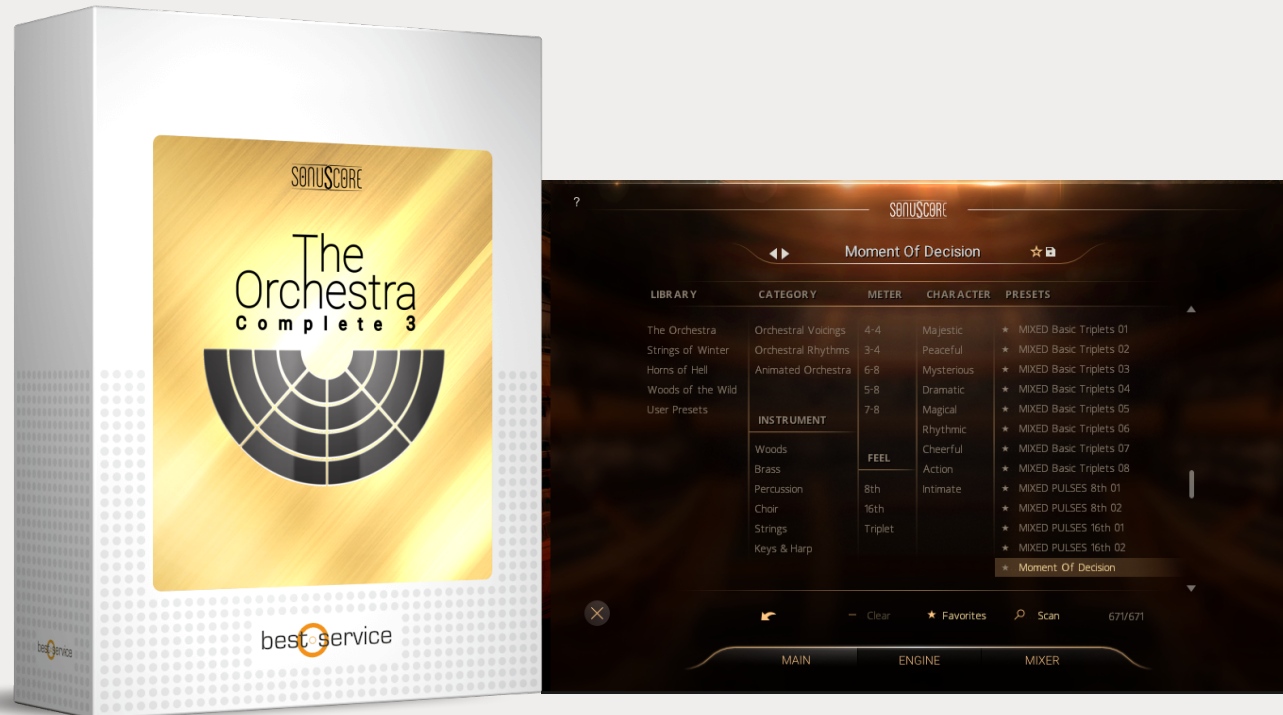 SONUSCORE
The
Orchestra
Complete 3
best service
best service
?
SONUSCORE
Moment Of Decision
LIBRARY CATEGORY METER CHARACTER PRESETS
The Orchestra Orchestral Voicings 4-4 Majestic MIXED Basic Triplets 01
Strings of Winter Orchestral Rhythms 3-4 Peaceful MIXED Basic Triplets 02
Horns of Hell Animated Orchestra 6-8 Mysterious MIXED Basic Triplets 03
Woods of the Wild 5-8 Dramatic MIXED Basic Triplets 04
User Presets 7-8 Magical MIXED Basic Triplets 05
INSTRUMENT Rhythmic MIXED Basic Triplets 06
Woods FEEL Cheerful MIXED Basic Triplets 07
Brass Action MIXED Basic Triplets 08
Percussion 8th Intimate MIXED PULSES 8th 01
Choir 16th MIXED PULSES 8th 02
Strings Triplet MIXED PULSES 16th 01
Keys & Harp MIXED PULSES 16th 02
Moment Of Decision
Clear Favorites Scan 671/671
MAIN ENGINE MIXER